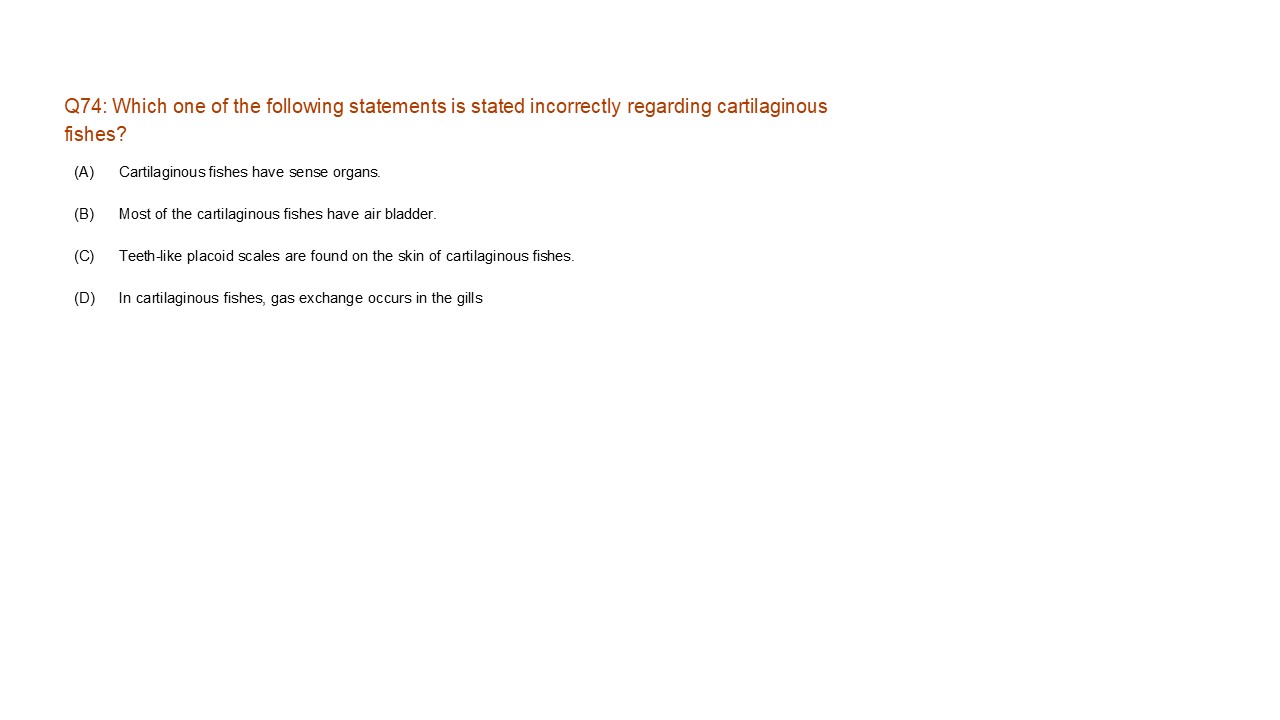 Q74: Which one of the following statements is stated incorrectly regarding cartilaginous
fishes?
(A) Cartilaginous fishes have sense organs.
(B) Most of the cartilaginous fishes have air bladder.
(C) Teeth-like placoid scales are found on the skin of cartilaginous fishes.
(D) In cartilaginous fishes, gas exchange occurs in the gills